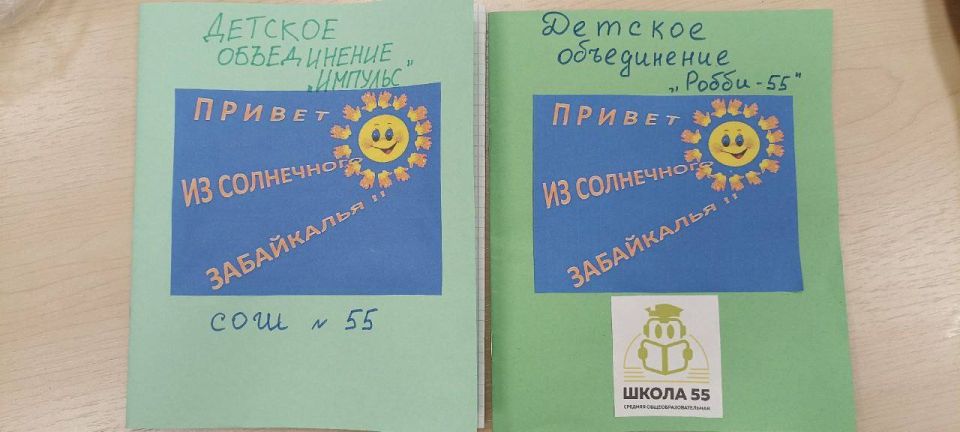 ДЕТСКОЕ
ОБЪЕДИНЕНИЕ
„ИМПУЛЬС"
ПРИВЕТ
ИЗ СОЛНЕЧНОГО
ЗАБАЙКАЛЬЯ !!
СОШ № 55
Детское
объединение
„Робби-55"
ПРИВЕТ
ИЗ СОЛНЕЧНОГО
ЗАБАЙКАЛЬЯ !!
ШКОЛА 55
СРЕДНЯЯ ОБЩЕОБРАЗОВАТЕЛЬНАЯ